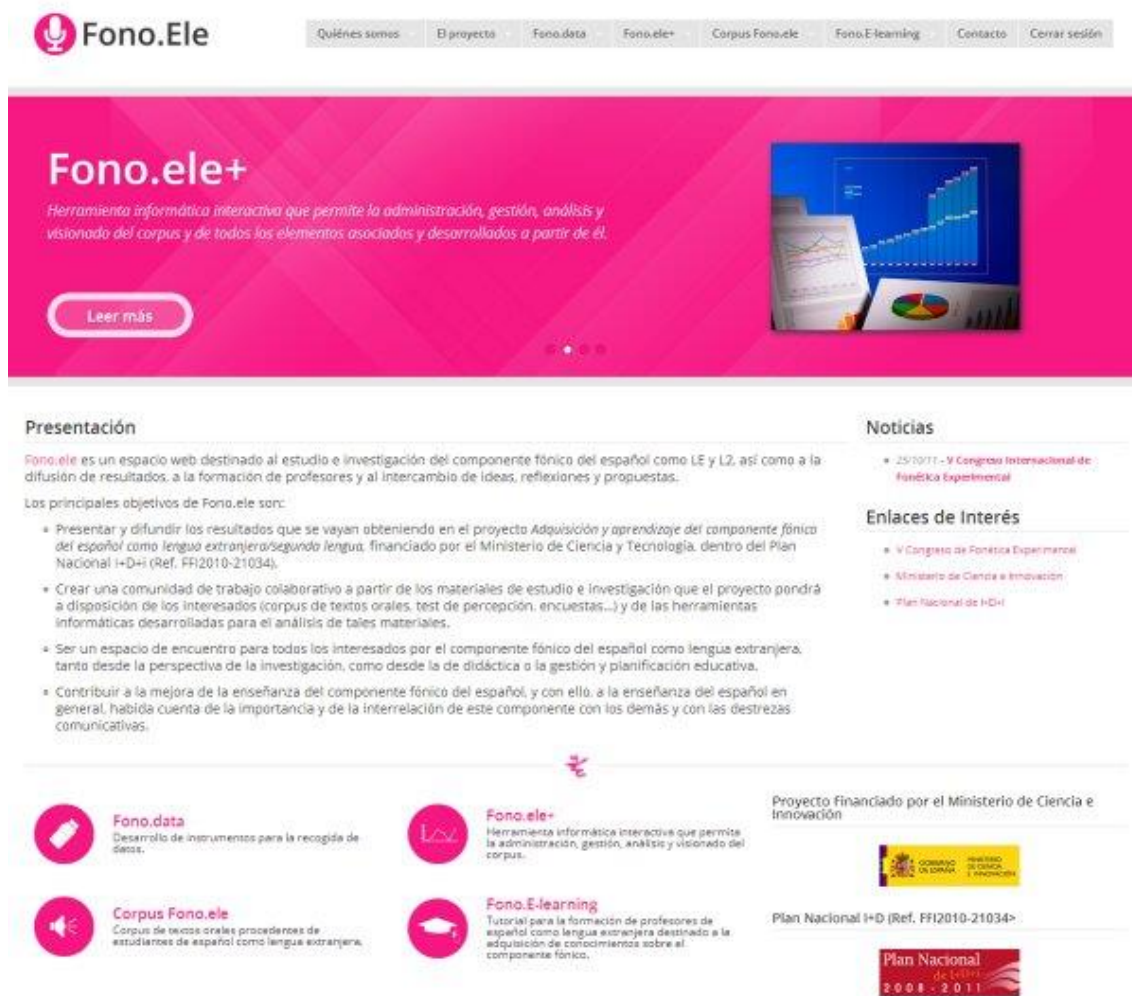 Fono.Ele
Quiénes somos
El proyecto
Fono.data
Fono.ele+
Corpus Fono.ele
Fono.E-learning
Contacto
Cerrar sesión
Fono.ele+
Herramienta informática interactiva que permite la administración, gestión, análisis y
visionado del corpus y de todos los elementos asociados y desarrollados a partir de él.
Leer más
Presentación
Fono.ele es un espacio web destinado al estudio e investigación del componente fónico del español como LE y L2, así como a la
difusión de resultados, a la formación de profesores y al intercambio de ideas, reflexiones y propuestas.
Los principales objetivos de Fono.ele son:
Presentar y difundir los resultados que se vayan obteniendo en el proyecto Adquisición y aprendizaje del componente fónico
del español como lengua extranjera/segunda lengua, financiado por el Ministerio de Ciencia y Tecnología, dentro del Plan
Nacional I+D+i (Ref. FFI2010-21034).
Crear una comunidad de trabajo colaborativo a partir de los materiales de estudio e investigación que el proyecto pondrá
a disposición de los interesados (corpus de textos orales, test de percepción, encuestas...) y de las herramientas
informáticas desarrolladas para el análisis de tales materiales.
Ser un espacio de encuentro para todos los interesados por el componente fónico del español como lengua extranjera,
tanto desde la perspectiva de la investigación, como desde la de didáctica o la gestión y planificación educativa.
Contribuir a la mejora de la enseñanza del componente fónico del español, y con ello, a la enseñanza del español en
general, habida cuenta de la importancia y de la interrelación de este componente con los demás y con las destrezas
comunicativas.
Noticias
25/10/11 - V Congreso Internacional de
Fonética Experimental
Enlaces de Interés
V Congreso de Fonética Experimental
Ministerio de Ciencia e Innovación
Plan Nacional de I+D+i
Fono.data
Desarrollo de instrumentos para la recogida de
datos.
Fono.ele+
Herramienta informática interactiva que permite
la administración, gestión, análisis y visionado del
corpus.
Corpus Fono.ele
Corpus de textos orales procedentes de
estudiantes de español como lengua extranjera.
Fono.E-learning
Tutorial para la formación de profesores de
español como lengua extranjera destinado a la
adquisición de conocimientos sobre el
componente fónico.
Proyecto Financiado por el Ministerio de Ciencia e
Innovación
GOBIERNO
DE ESPAÑA
MINISTERIO
DE CIENCIA
E INNOVACIÓN
Plan Nacional I+D (Ref. FFI2010-21034>
Plan Nacional
de I+D+i
2008-2011